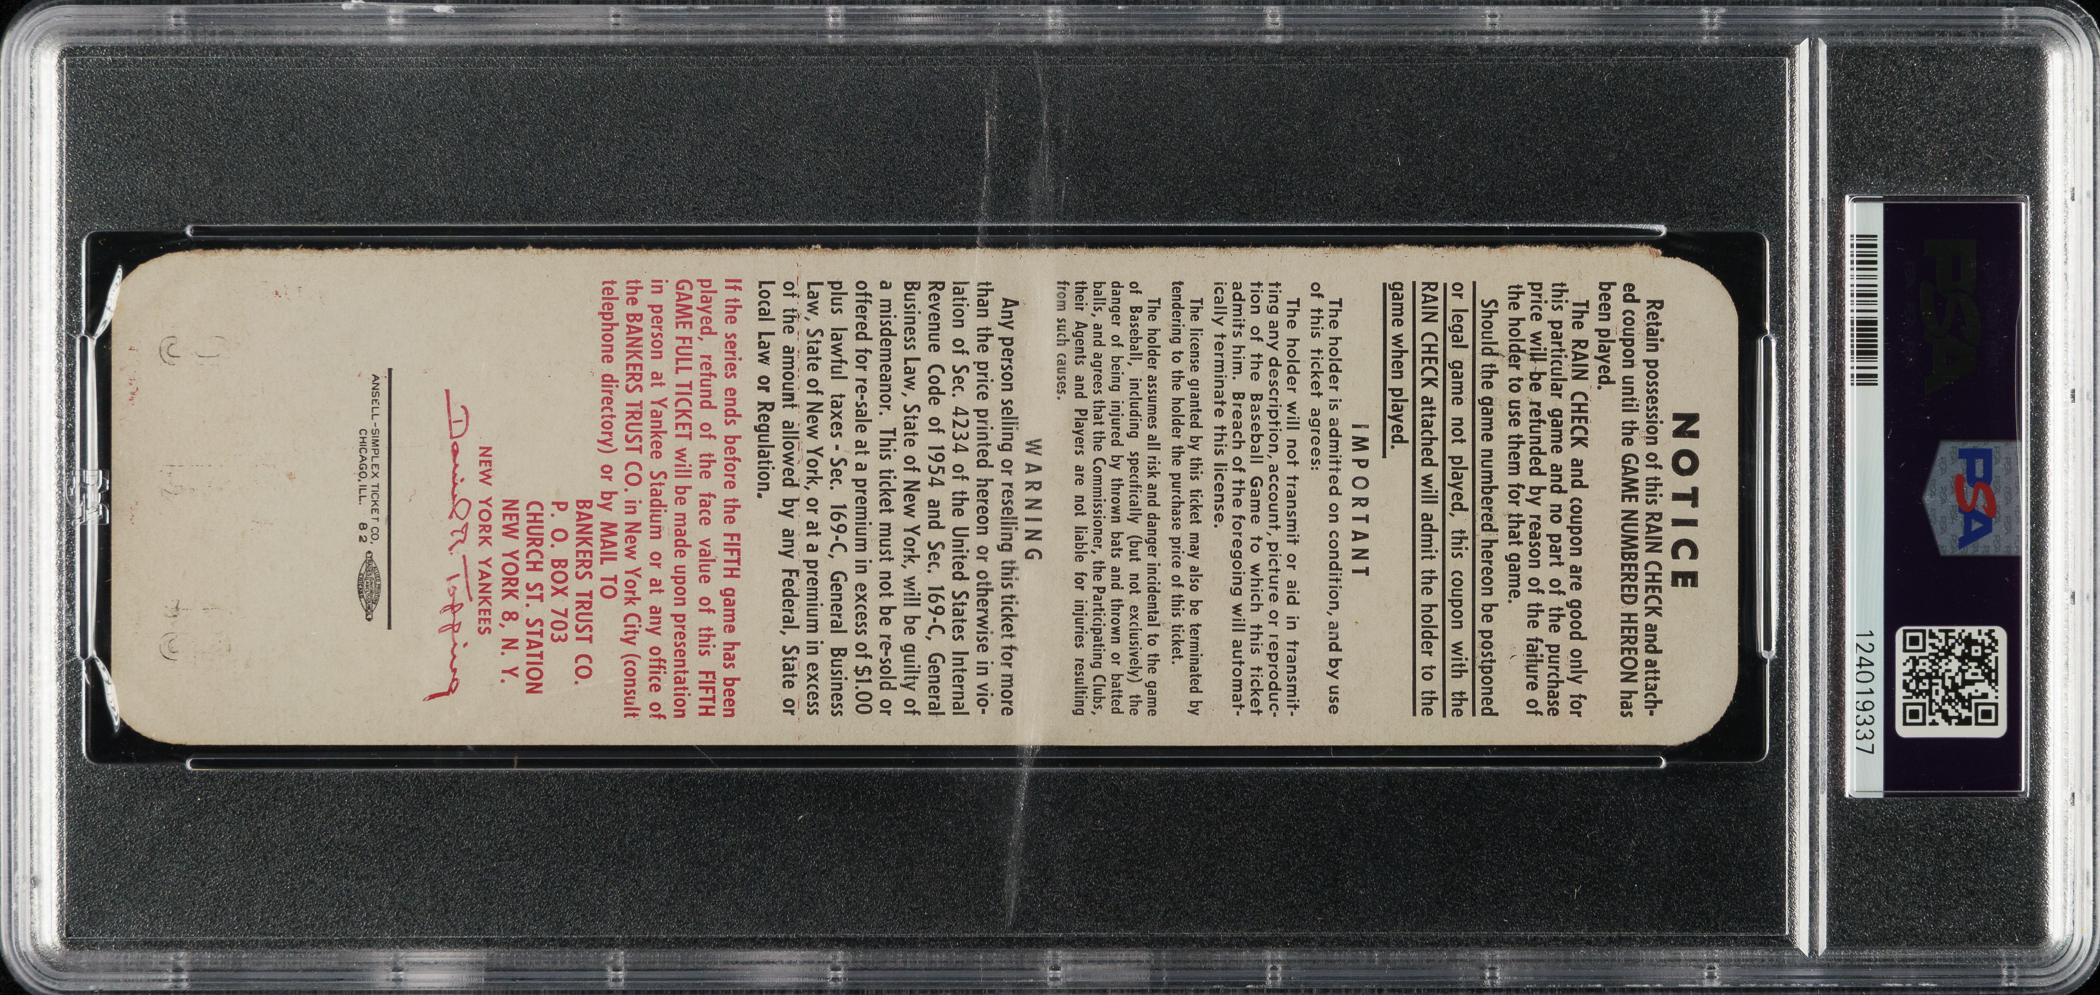 NOTICE
Retain possession of this RAIN CHECK and attach-
ed coupon until the GAME NUMBERED HEREON has
been played.
The RAIN CHECK and coupon are good only for
this particular game and no part of the purchase
price will be refunded by reason of the failure of
the holder to use them for that game.
Should the game numbered hereon be postponed
or legal game not played, this coupon with the
RAIN CHECK attached will admit the holder to the
game when played.
IMPORTANT
The holder is admitted on condition, and by use
of this ticket agrees:
The holder will not transmit or aid in transmit-
ting any description, account, picture or reproduc-
tion of the Baseball Game to which this ticket
admits him. Breach of the foregoing will automat-
ically terminate this license.
The license granted by this ticket may also be terminated by
tendering to the holder the purchase price of this ticket.
The holder assumes all risk and danger incidental to the game
of Baseball, including specifically (but not exclusively) the
danger of being injured by thrown bats and thrown or batted
balls, and agrees that the Commissioner, the Participating Clubs,
their Agents and Players are not liable for injuries resulting
from such causes.
WARNING
Any person selling or reselling this ticket for more
than the price printed hereon or otherwise in vio-
lation of Sec. 4234 of the United States Internal
Revenue Code of 1954 and Sec. 169-C, General
Business Law, State of New York, will be guilty of
a misdemeanor. This ticket must not be re-sold or
offered for re-sale at a premium in excess of $1.00
plus lawful taxes - Sec. 169-C, General Business
Law, State of New York, or at a premium in excess
of the amount allowed by any Federal, State or
Local Law or Regulation.
If the series ends before the FIFTH game has been
played, refund of the face value of this FIFTH
GAME FULL TICKET will be made upon presentation
in person at Yankee Stadium or at any office of
the BANKERS TRUST CO. in New York City (consult
telephone directory) or by MAIL TO
BANKERS TRUST CO.
P. O. BOX 703
CHURCH ST. STATION
NEW YORK 8, N. Y.
NEW YORK YANKEES
Daniel R. Topping
ANSELL-SIMPLEX TICKET CO.
CHICAGO, ILL. 82
PSA
124019337